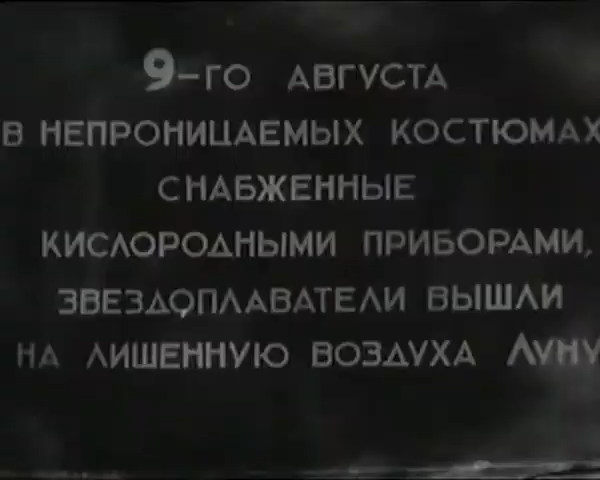 9-ГО АВГУСТА
В НЕПРОНИЦАЕМЫХ КОСТЮМАХ
СНАБЖЕННЫЕ
КИСЛОРОДНЫМИ ПРИБОРАМИ,
ЗВЕЗДОПЛАВАТЕЛИ ВЫШЛИ
НА ЛИШЕННУЮ ВОЗДУХА ЛУНУ